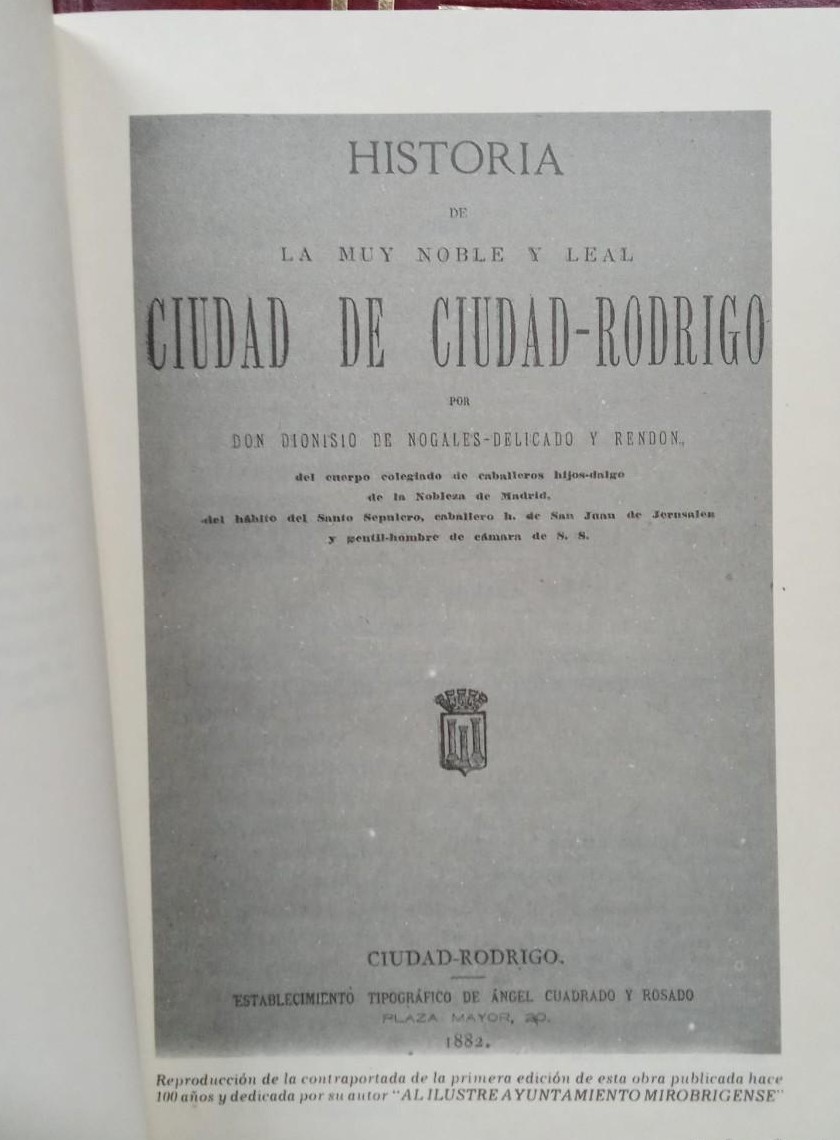 HISTORIA
DE
LA MUY NOBLE Y LEAL
CIUDAD DE CIUDAD-RODRIGO
POR
DON DIONISIO DE NOGALES-DELICADO Y RENDON,
del cuerpo colegiado de caballeros hijos-dalgo
de la Nobleza de Madrid,
del hábito del Santo Sepulcro, caballero h. de San Juan de Jerusalen
y gentil-hombre de cámara de S. S.
CIUDAD-RODRIGO.
ESTABLECIMIENTO TIPOGRÁFICO DE ÁNGEL CUADRADO Y ROSADO
PLAZA MAYOR, 20.
1882.
Reproducción de la contraportada de la primera edición de esta obra publicada hace
100 años y dedicada por su autor "AL ILUSTRE AYUNTAMIENTO MIROBRIGENSE"